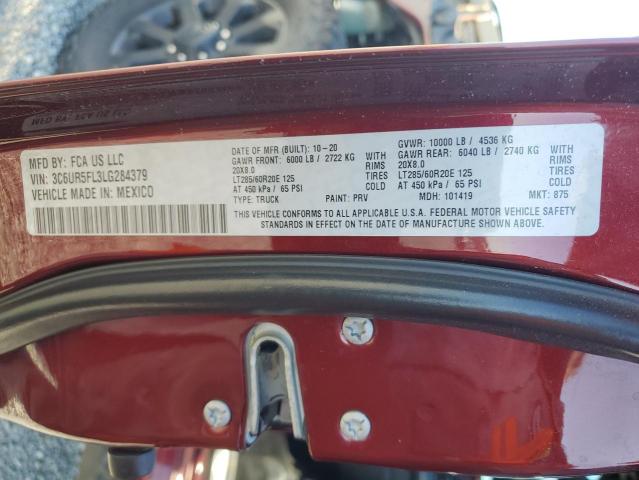 MFD BY: FCA US LLC
VIN: 3C6UR5FL3LG284379
VEHICLE MADE IN: MEXICO
DATE OF MFR (BUILT): 10-20
GAWR FRONT: 6000 LB / 2722 KG WITH
20X8.0 RIMS
LT285/60R20E 125 TIRES
AT 450 kPa / 65 PSI
TYPE: TRUCK PAINT: PRV
GVWR: 10000 LB / 4536 KG
GAWR REAR: 6040 LB / 2740 KG WITH
20X8.0 RIMS
LT285/60R20E 125 TIRES
AT 450 kPa / 65 PSI
MDH: 101419 MKT: 875
THIS VEHICLE CONFORMS TO ALL APPLICABLE U.S.A. FEDERAL MOTOR VEHICLE SAFETY
STANDARDS IN EFFECT ON THE DATE OF MANUFACTURE SHOWN ABOVE.